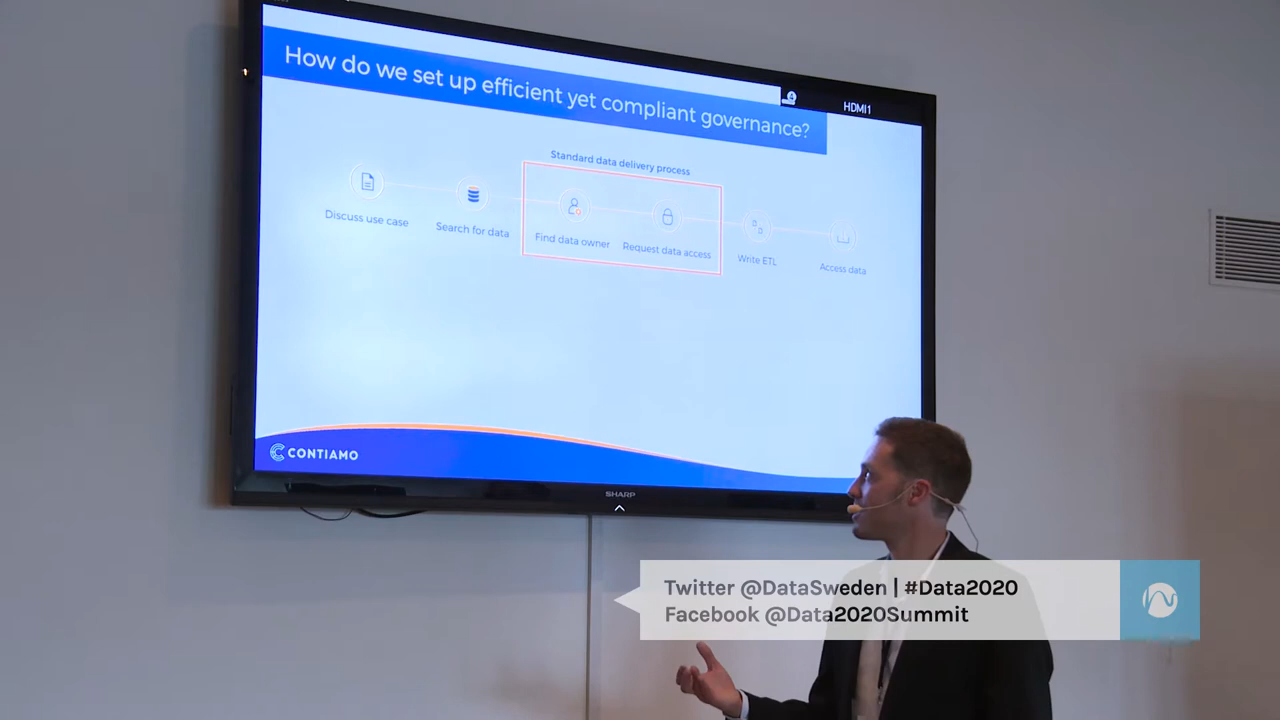 How do we set up efficient yet compliant governance?
HDMI1
Standard data delivery process
Discuss use case
Search for data
Find data owner
Request data access
Write ETL
Access data
CONTIAMO
SHARP
Twitter @DataSweden | #Data2020
Facebook @Data2020Summit